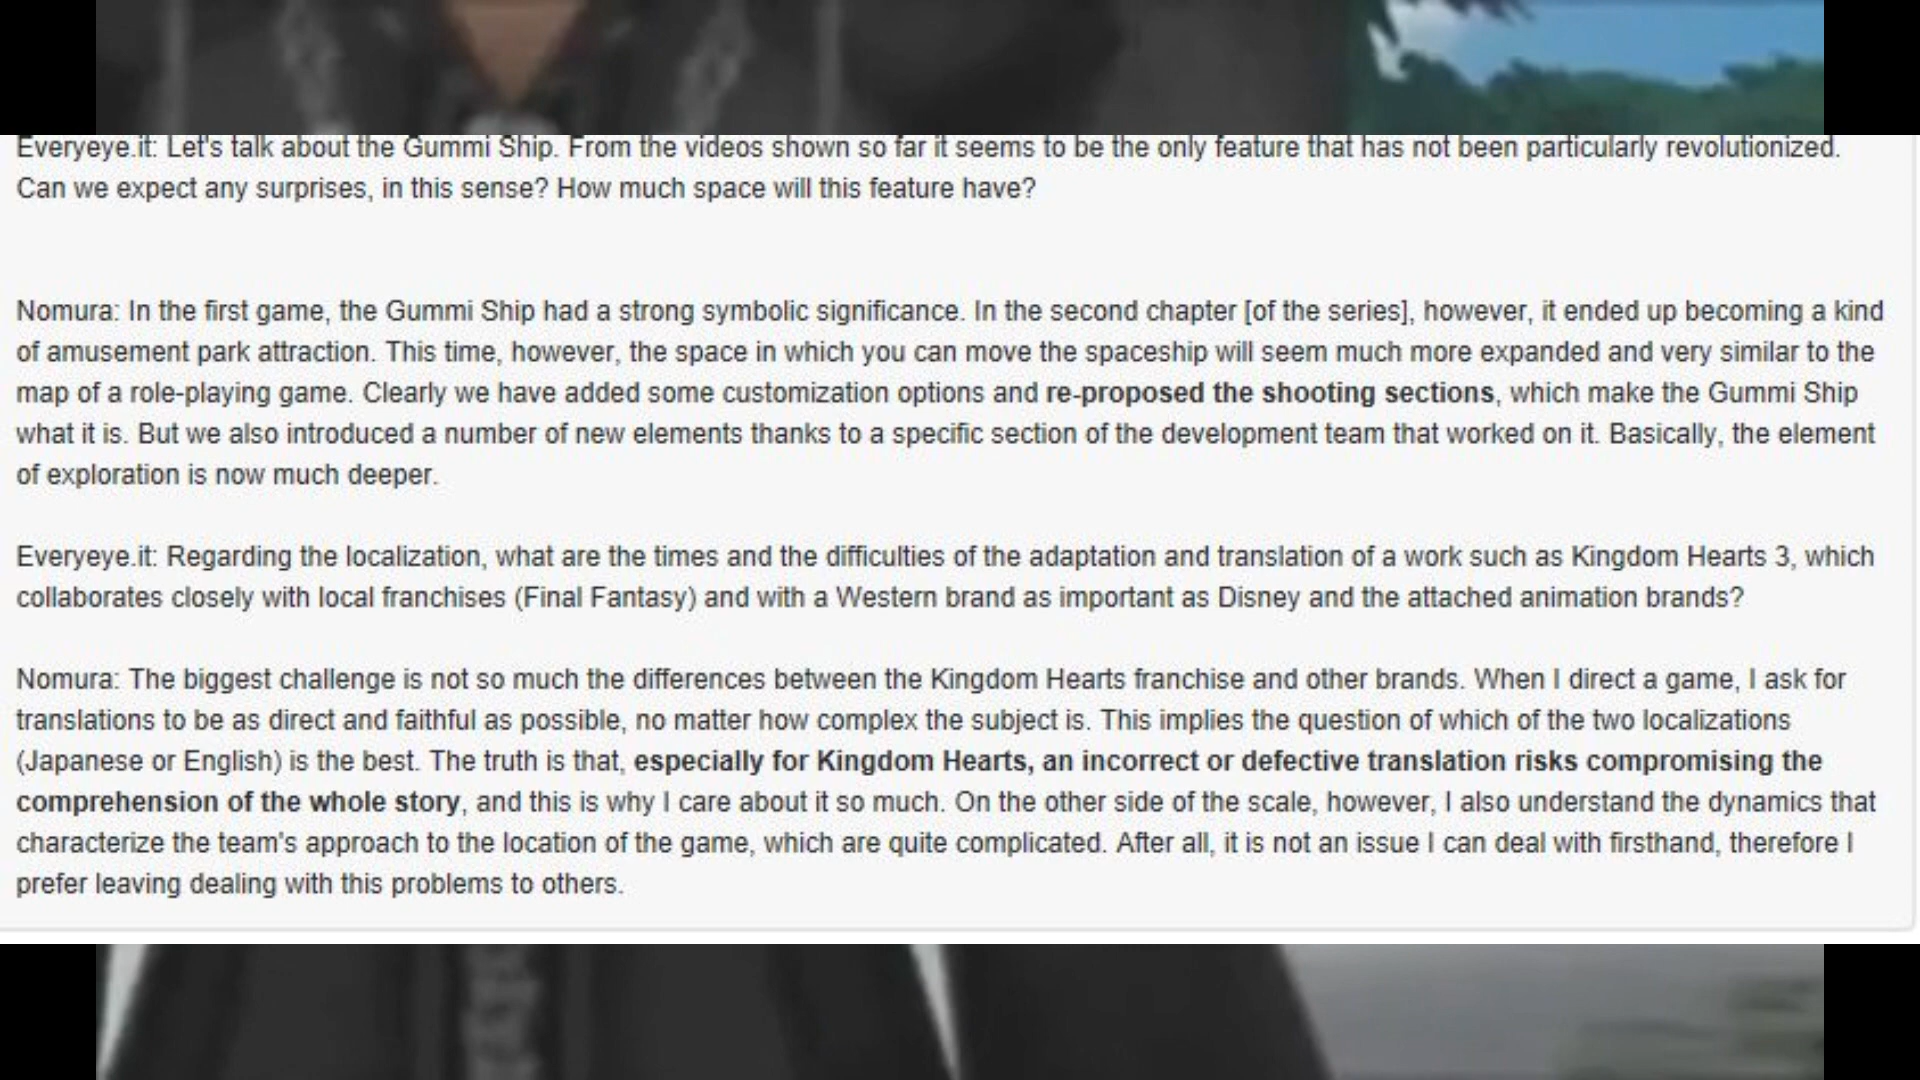 Everyeye.it: Let's talk about the Gummi Ship. From the videos shown so far it seems to be the only feature that has not been particularly revolutionized.
Can we expect any surprises, in this sense? How much space will this feature have?
Nomura: In the first game, the Gummi Ship had a strong symbolic significance. In the second chapter [of the series], however, it ended up becoming a kind
of amusement park attraction. This time, however, the space in which you can move the spaceship will seem much more expanded and very similar to the
map of a role-playing game. Clearly we have added some customization options and re-proposed the shooting sections, which make the Gummi Ship
what it is. But we also introduced a number of new elements thanks to a specific section of the development team that worked on it. Basically, the element
of exploration is now much deeper.
Everyeye.it: Regarding the localization, what are the times and the difficulties of the adaptation and translation of a work such as Kingdom Hearts 3, which
collaborates closely with local franchises (Final Fantasy) and with a Western brand as important as Disney and the attached animation brands?
Nomura: The biggest challenge is not so much the differences between the Kingdom Hearts franchise and other brands. When I direct a game, I ask for
translations to be as direct and faithful as possible, no matter how complex the subject is. This implies the question of which of the two localizations
(Japanese or English) is the best. The truth is that, especially for Kingdom Hearts, an incorrect or defective translation risks compromising the
comprehension of the whole story, and this is why I care about it so much. On the other side of the scale, however, I also understand the dynamics that
characterize the team's approach to the location of the game, which are quite complicated. After all, it is not an issue I can deal with firsthand, therefore I
prefer leaving dealing with this problems to others.